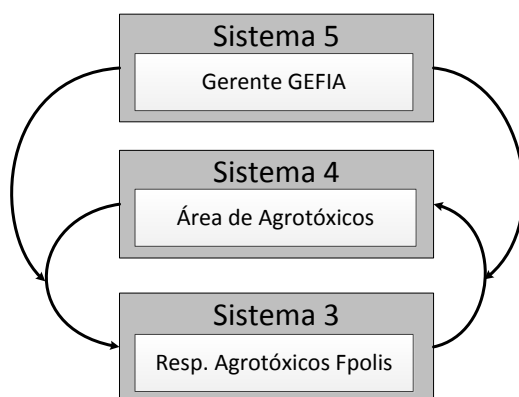 Sistema 5
Gerente GEFIA
Sistema 4
Área de Agrotóxicos
Sistema 3
Resp. Agrotóxicos Fpolis